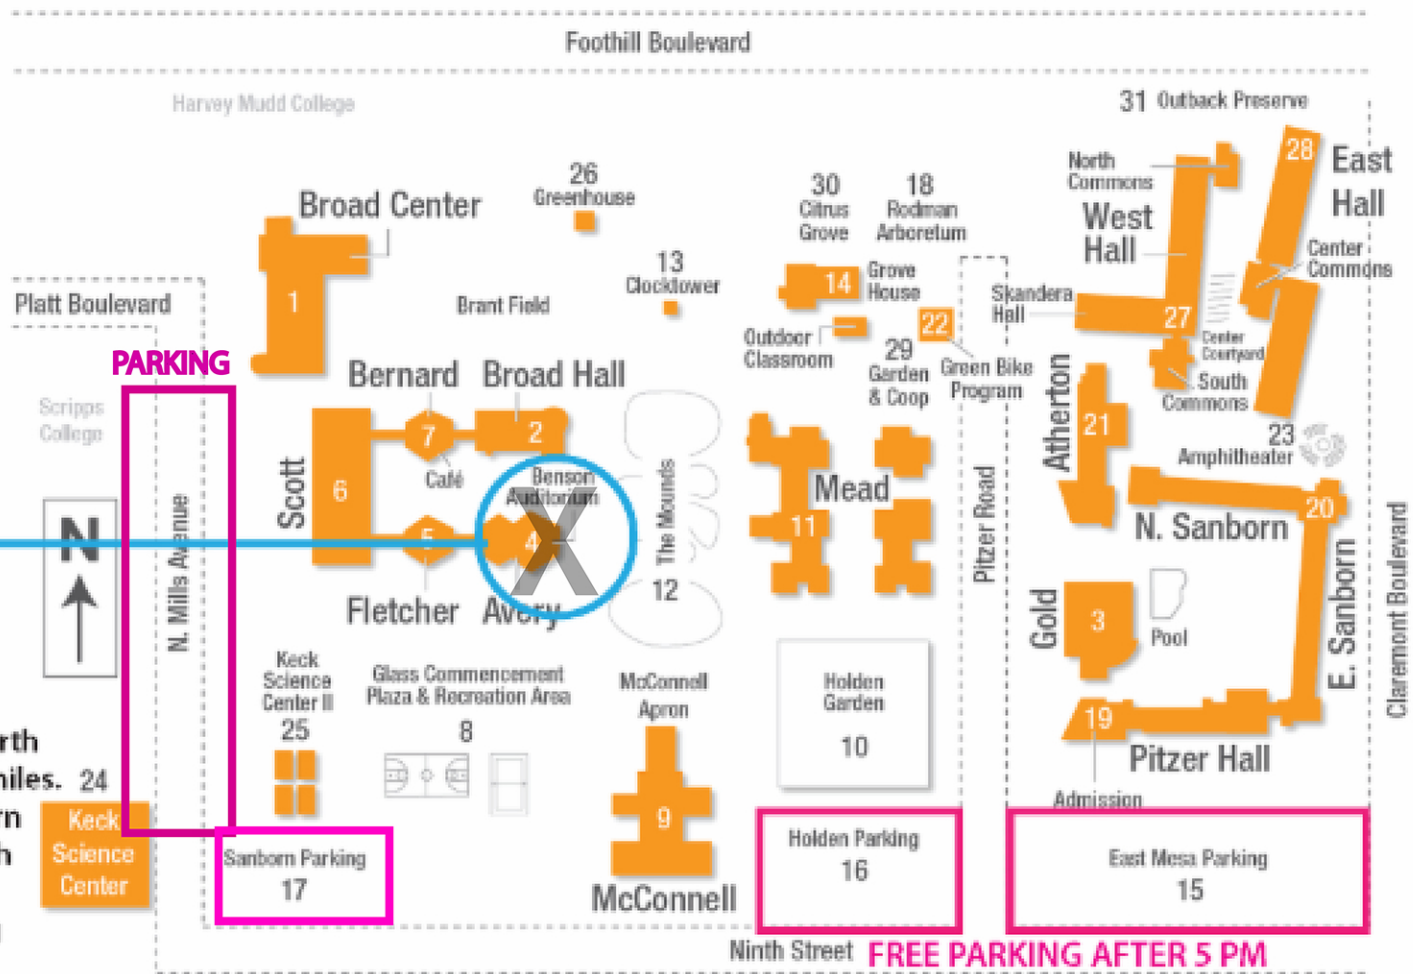 Foothill Boulevard
Harvey Mudd College
31 Outback Preserve
28
East
Hall
North
Commons
West
Hall
Center
Commons
26
Greenhouse
30
Citrus
Grove
18
Rodman
Arboretum
Broad Center
1
13
Clocktower
14
Grove
House
Skandera
Hall
27
Center
Courtyard
South
Commons
Platt Boulevard
Brant Field
Outdoor
Classroom
22
29
Garden
& Coop
Green Bike
Program
PARKING
Bernard
Broad Hall
7
2
Café
Scripps
College
Scott
6
Benson
Auditorium
X
5
4
Fletcher
Avery
The Mounds
12
Mead
11
Pitzer Road
Atherton
21
23
Amphitheater
20
N. Sanborn
E. Sanborn
Claremont Boulevard
N
N. Mills Avenue
Gold
3
Pool
Keck
Science
Center II
25
Glass Commencement
Plaza & Recreation Area
8
McConnell
Apron
9
McConnell
Holden
Garden
10
19
Pitzer Hall
Admission
rth
niles.
rn
h
24
Keck
Science
Center
Sanborn Parking
17
Holden Parking
16
East Mesa Parking
15
Ninth Street
FREE PARKING AFTER 5 PM